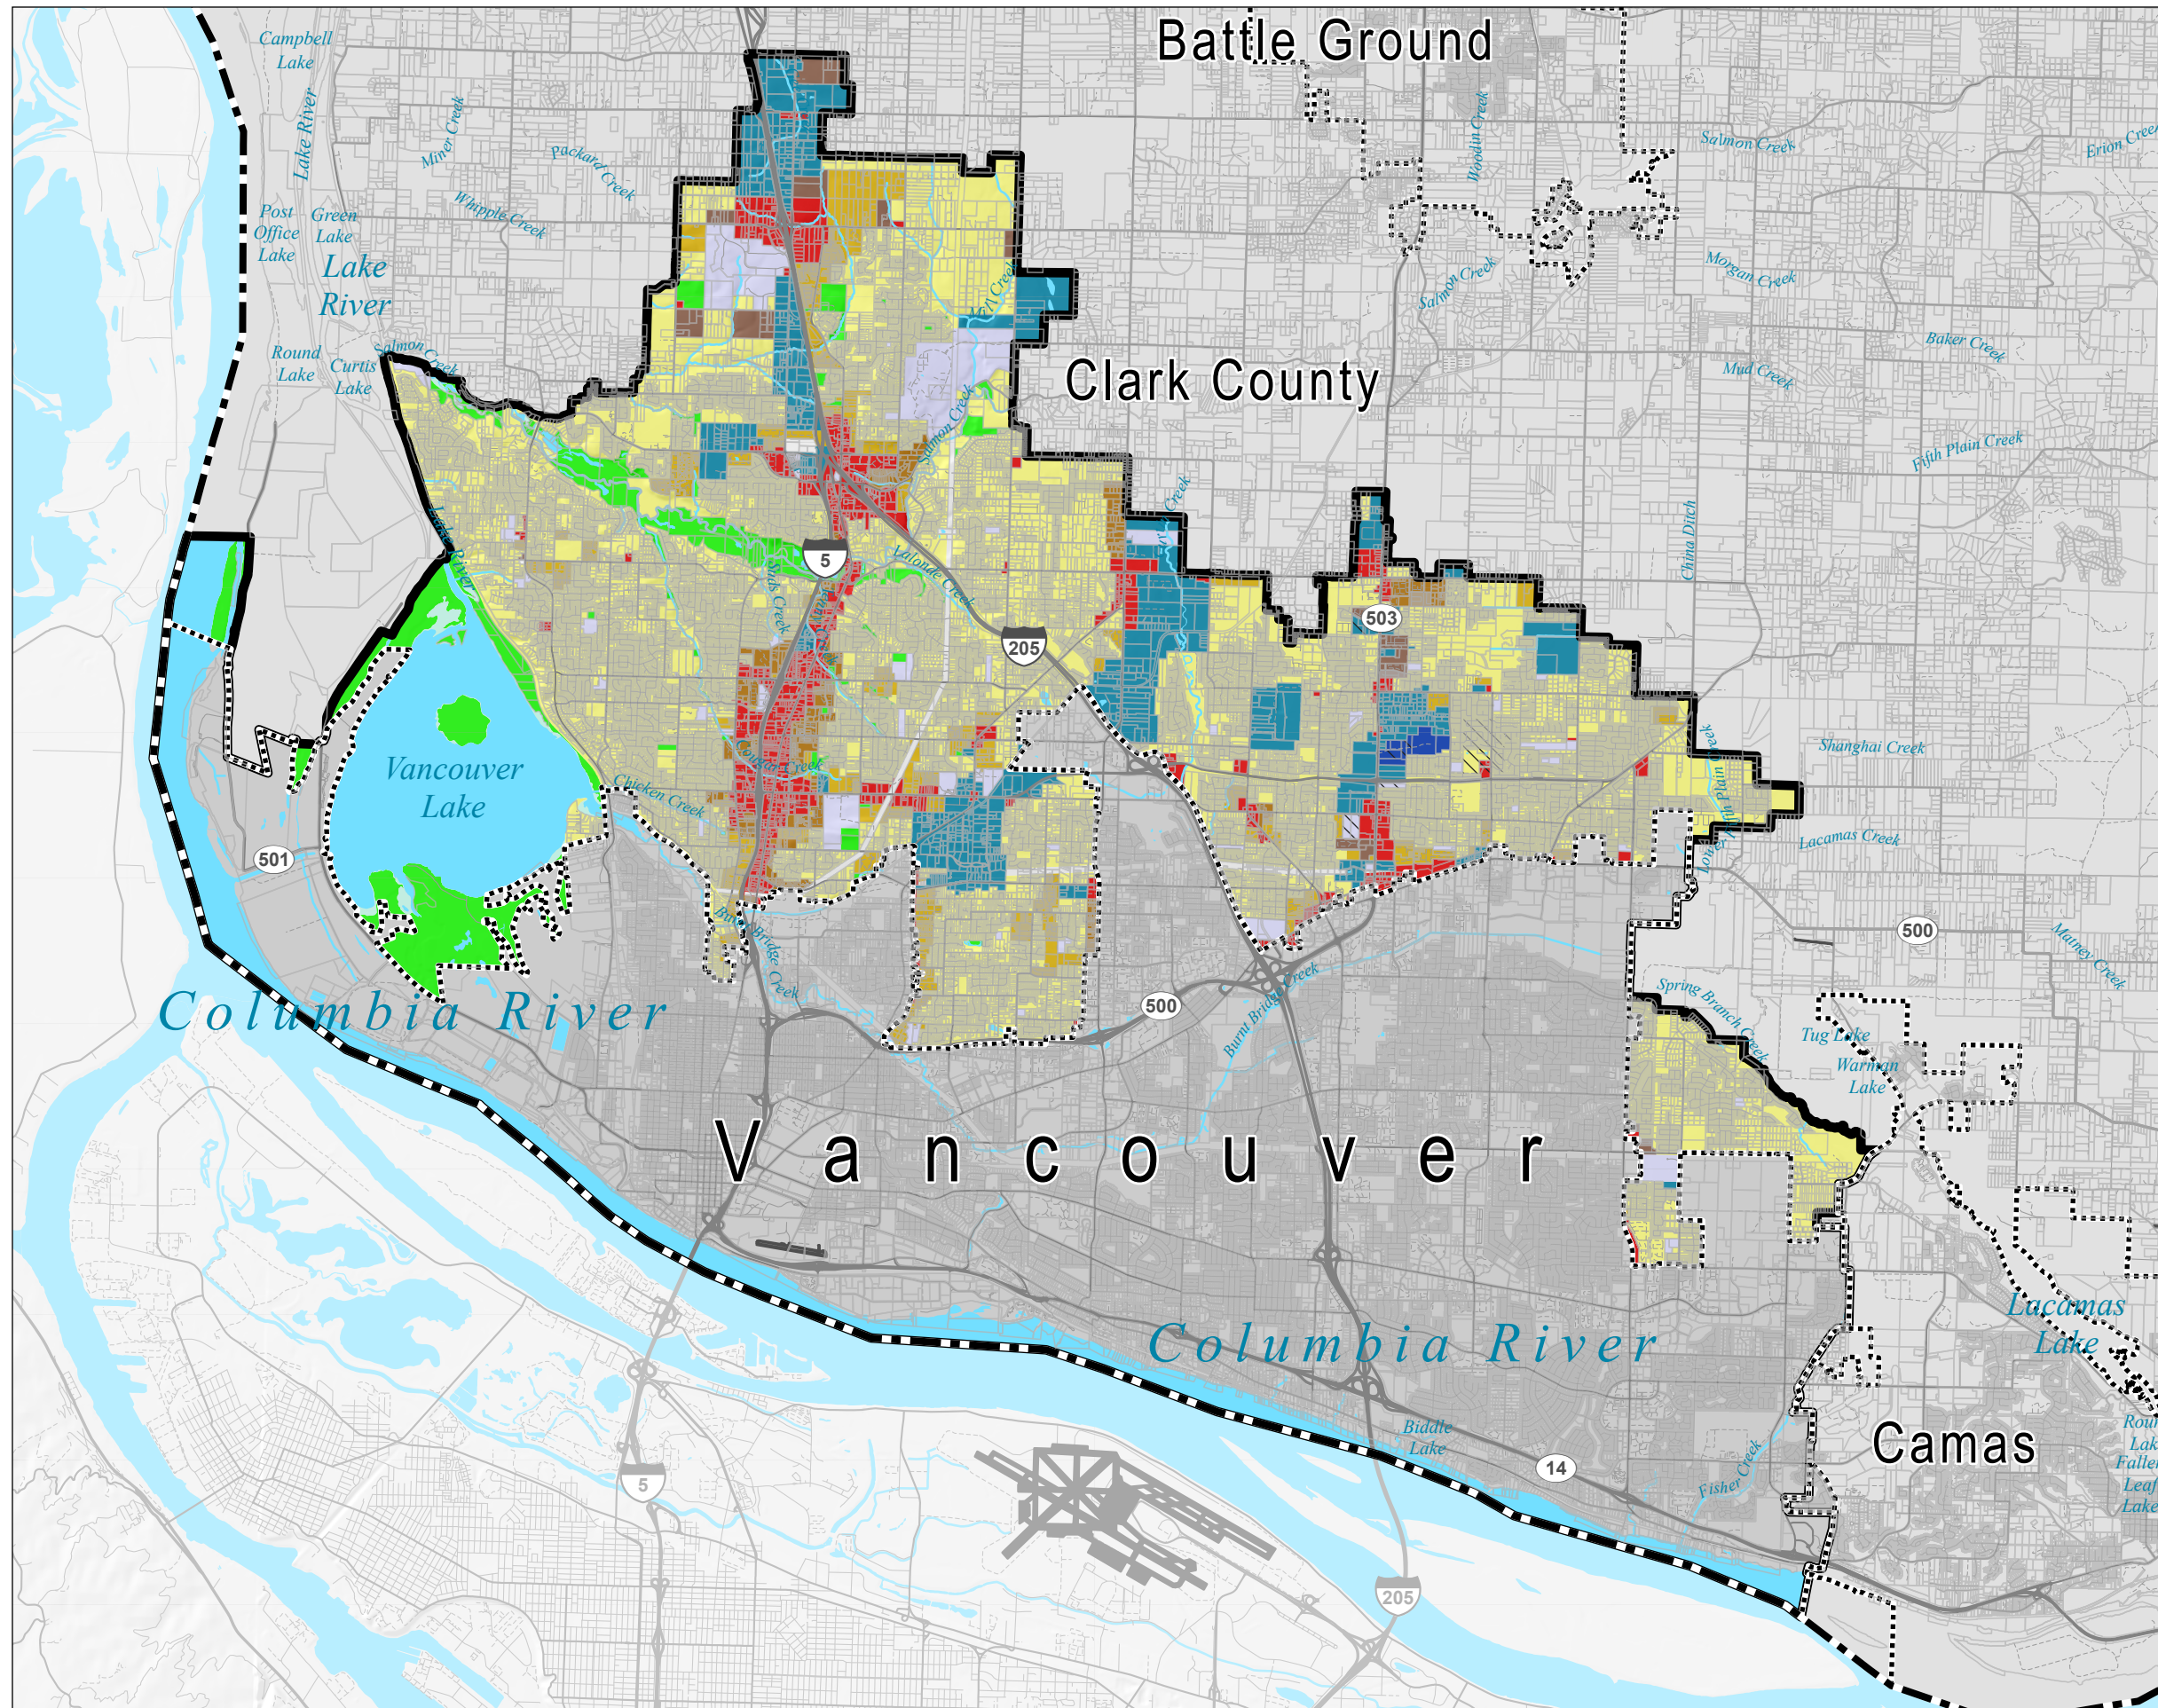 Battle Ground
Campbell
Lake
Lake River
Miner Creek
Packard Creek
Whipple Creek
Woodin Creek
Salmon Creek
Post
Office
Lake
Green
Lake
Lake
River
Round
Lake
Curtis
Lake
Salmon Creek
Salmon Creek
Morgan Creek
Baker Creek
Mud Creek
Clark County
Salmon Creek
Fifth Plain Creek
China Ditch
Lake River
5
Lalonde Creek
205
503
Vancouver
Lake
Cougar Creek
Chicken Creek
Shanghai Creek
Lacamas Creek
501
500
Matney Creek
Burnt Bridge Creek
Columbia River
500
Burnt Bridge Creek
Spring Branch Creek
Tug Lake
Warman
Lake
Vancouver
Lacamas
Lake
Columbia River
Biddle
Lake
14
Fisher Creek
Camas
5
205